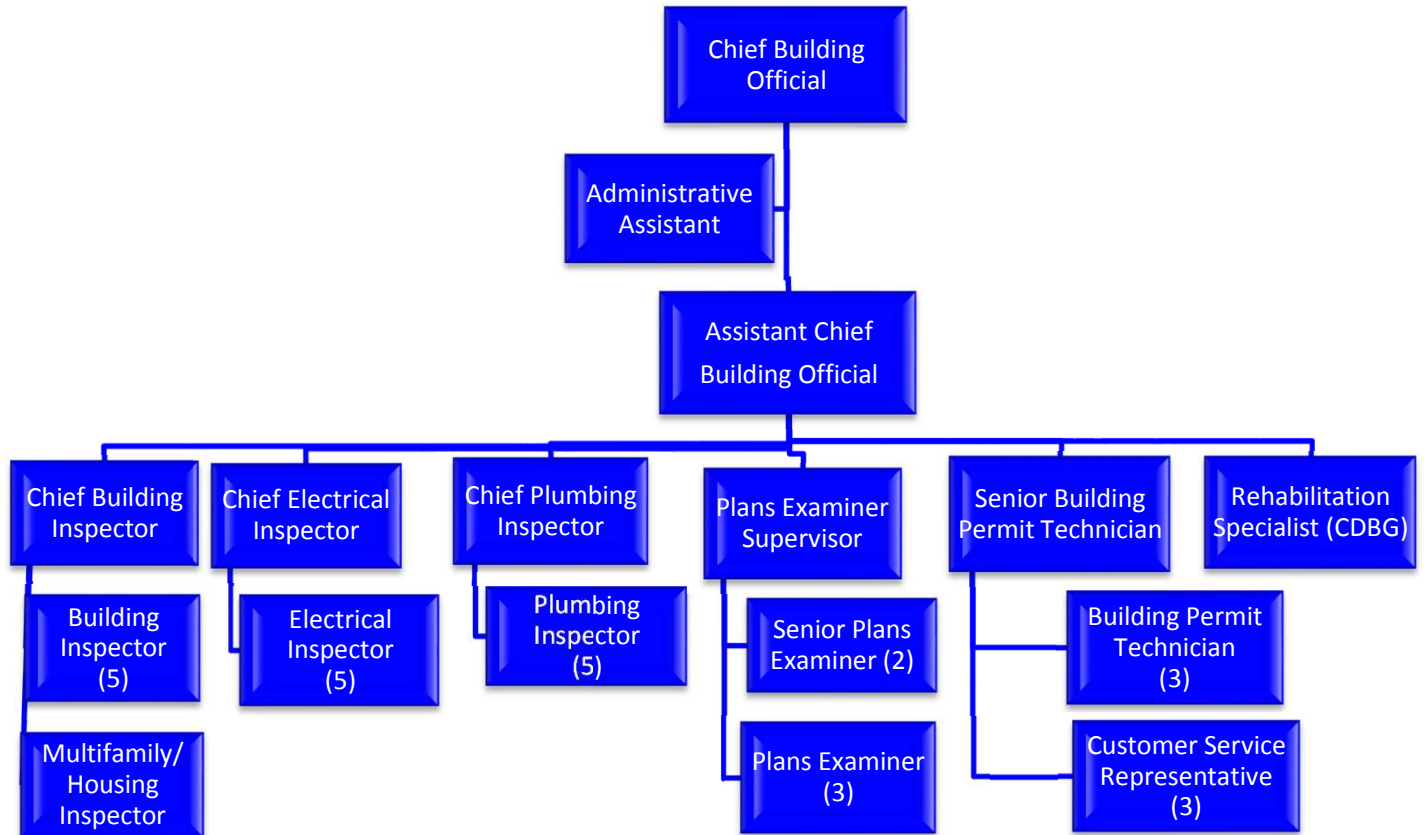 Chief Building
Official
Administrative
Assistant
Assistant Chief
Building Official
Chief Building
Inspector
Chief Electrical
Inspector
Chief Plumbing
Inspector
Plans Examiner
Supervisor
Senior Building
Permit Technician
Rehabilitation
Specialist (CDBG)
Building
Inspector
(5)
Electrical
Inspector
(5)
Plumbing
Inspector
(5)
Senior Plans
Examiner (2)
Building Permit
Technician
(3)
Multifamily/
Housing
Inspector
Plans Examiner
(3)
Customer Service
Representative
(3)